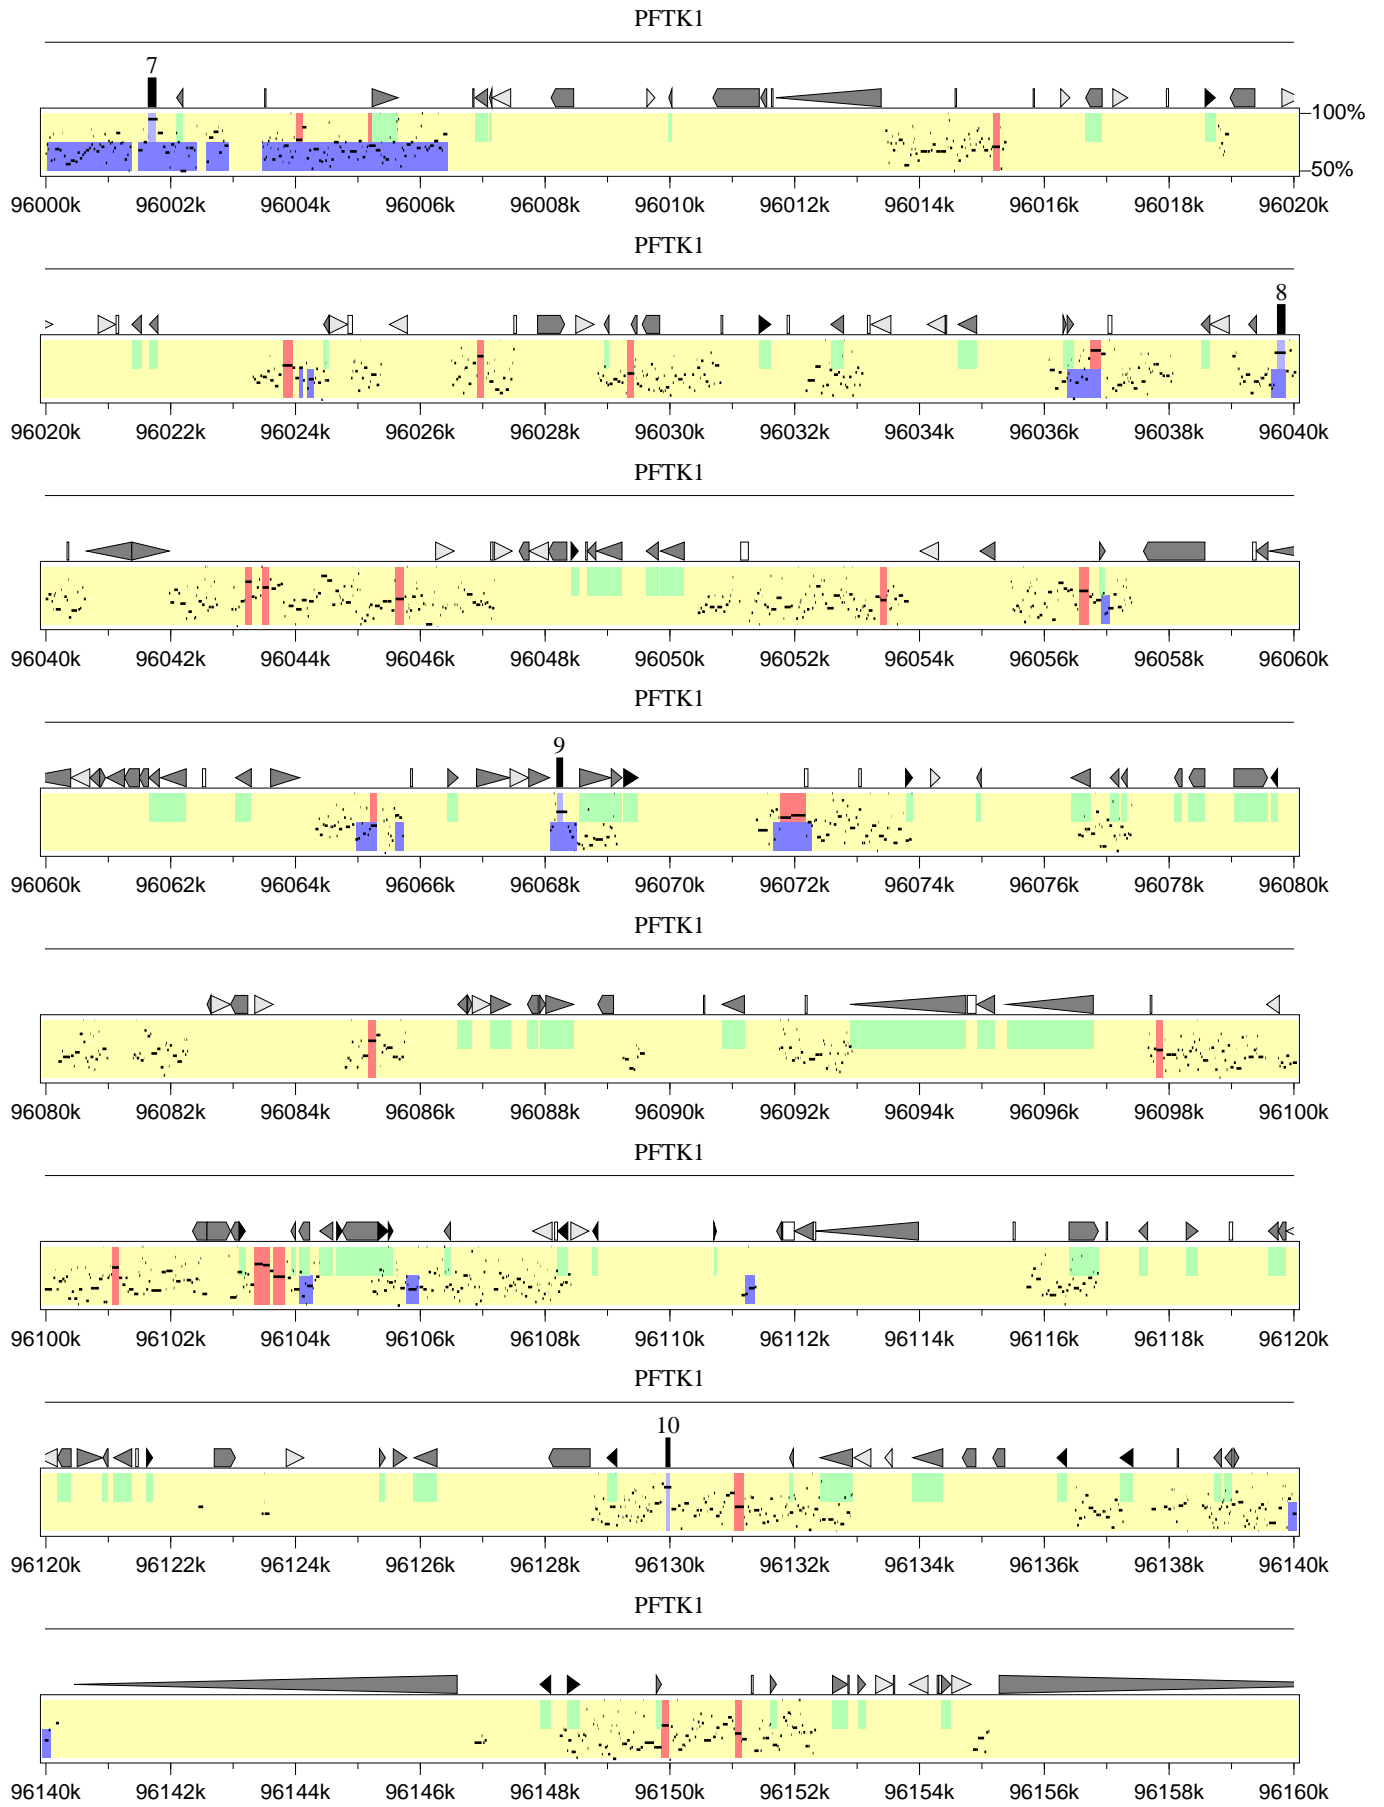 PFTK1
7
100%
50%
96000k 96002k 96004k 96006k 96008k 96010k 96012k 96014k 96016k 96018k 96020k
PFTK1
8
96020k 96022k 96024k 96026k 96028k 96030k 96032k 96034k 96036k 96038k 96040k
PFTK1
96040k 96042k 96044k 96046k 96048k 96050k 96052k 96054k 96056k 96058k 96060k
PFTK1
9
96060k 96062k 96064k 96066k 96068k 96070k 96072k 96074k 96076k 96078k 96080k
PFTK1
96080k 96082k 96084k 96086k 96088k 96090k 96092k 96094k 96096k 96098k 96100k
PFTK1
96100k 96102k 96104k 96106k 96108k 96110k 96112k 96114k 96116k 96118k 96120k
PFTK1
10
96120k 96122k 96124k 96126k 96128k 96130k 96132k 96134k 96136k 96138k 96140k
PFTK1
96140k 96142k 96144k 96146k 96148k 96150k 96152k 96154k 96156k 96158k 96160k